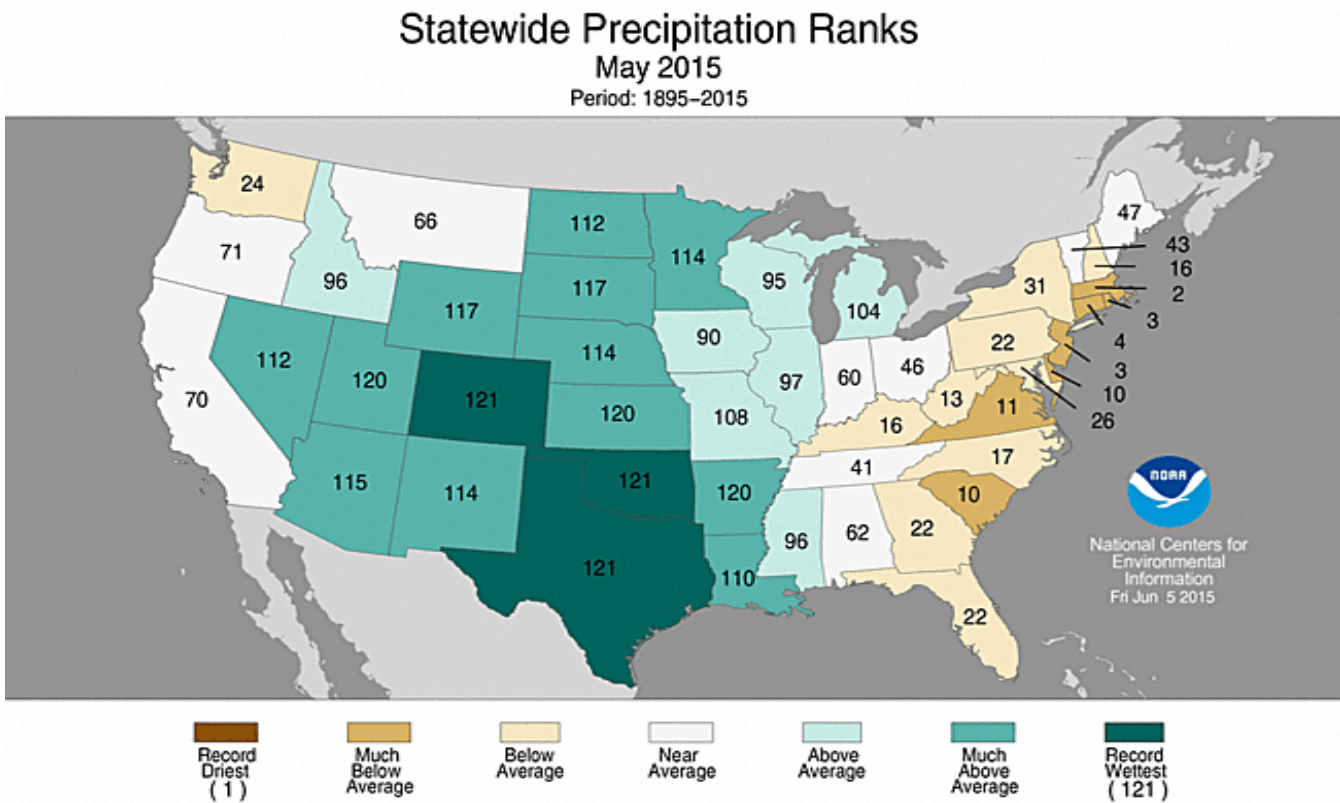 Statewide Precipitation Ranks
May 2015
Period: 1895–2015
24
66
71
96
112
114
47
43
16
2
3
4
3
10
26
95
104
31
117
117
90
22
112
120
121
114
97
60
46
13
11
70
120
108
16
17
115
114
121
120
41
10
96
62
22
121
110
22
NOAA
National Centers for
Environmental
Information
Fri Jun 5 2015
Record
Driest
( 1 )
Much
Below
Average
Below
Average
Near
Average
Above
Average
Much
Above
Average
Record
Wettest
( 121 )